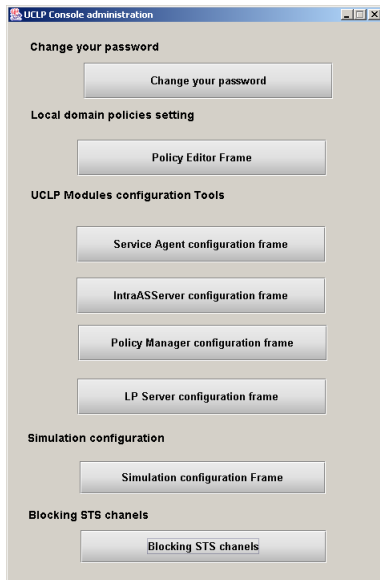 UCLP Console administration
Change your password
Change your password
Local domain policies setting
Policy Editor Frame
UCLP Modules configuration Tools
Service Agent configuration frame
IntraASServer configuration frame
Policy Manager configuration frame
LP Server configuration frame
Simulation configuration
Simulation configuration Frame
Blocking STS chanels
Blocking STS chanels